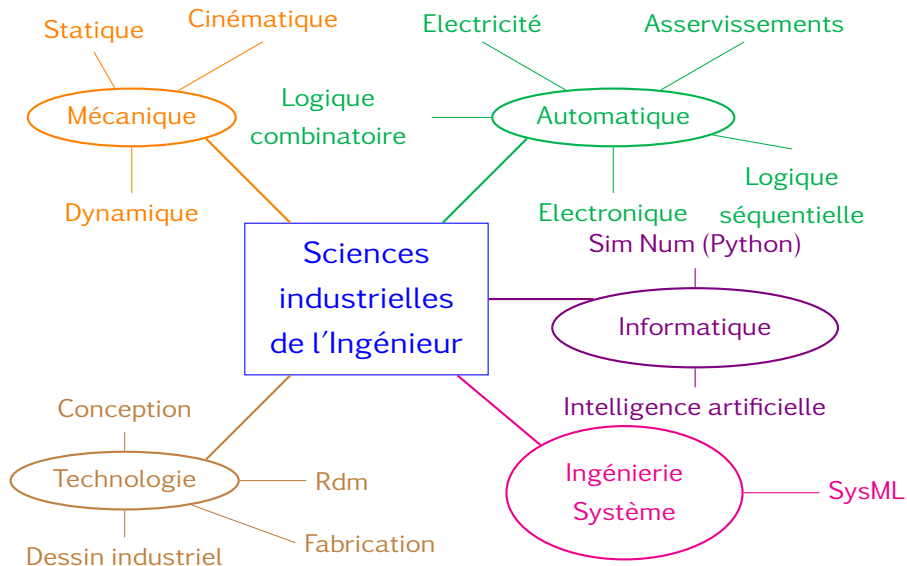 Statique
Cinématique
Electricité
Asservissements
Mécanique
Logique
combinatoire
Automatique
Dynamique
Electronique
Logique
séquentielle
Sciences
industrielles
de l'Ingénieur
Sim Num (Python)
Informatique
Intelligence artificielle
Conception
Technologie
Rdm
Fabrication
Dessin industriel
Ingénierie
Système
SysML